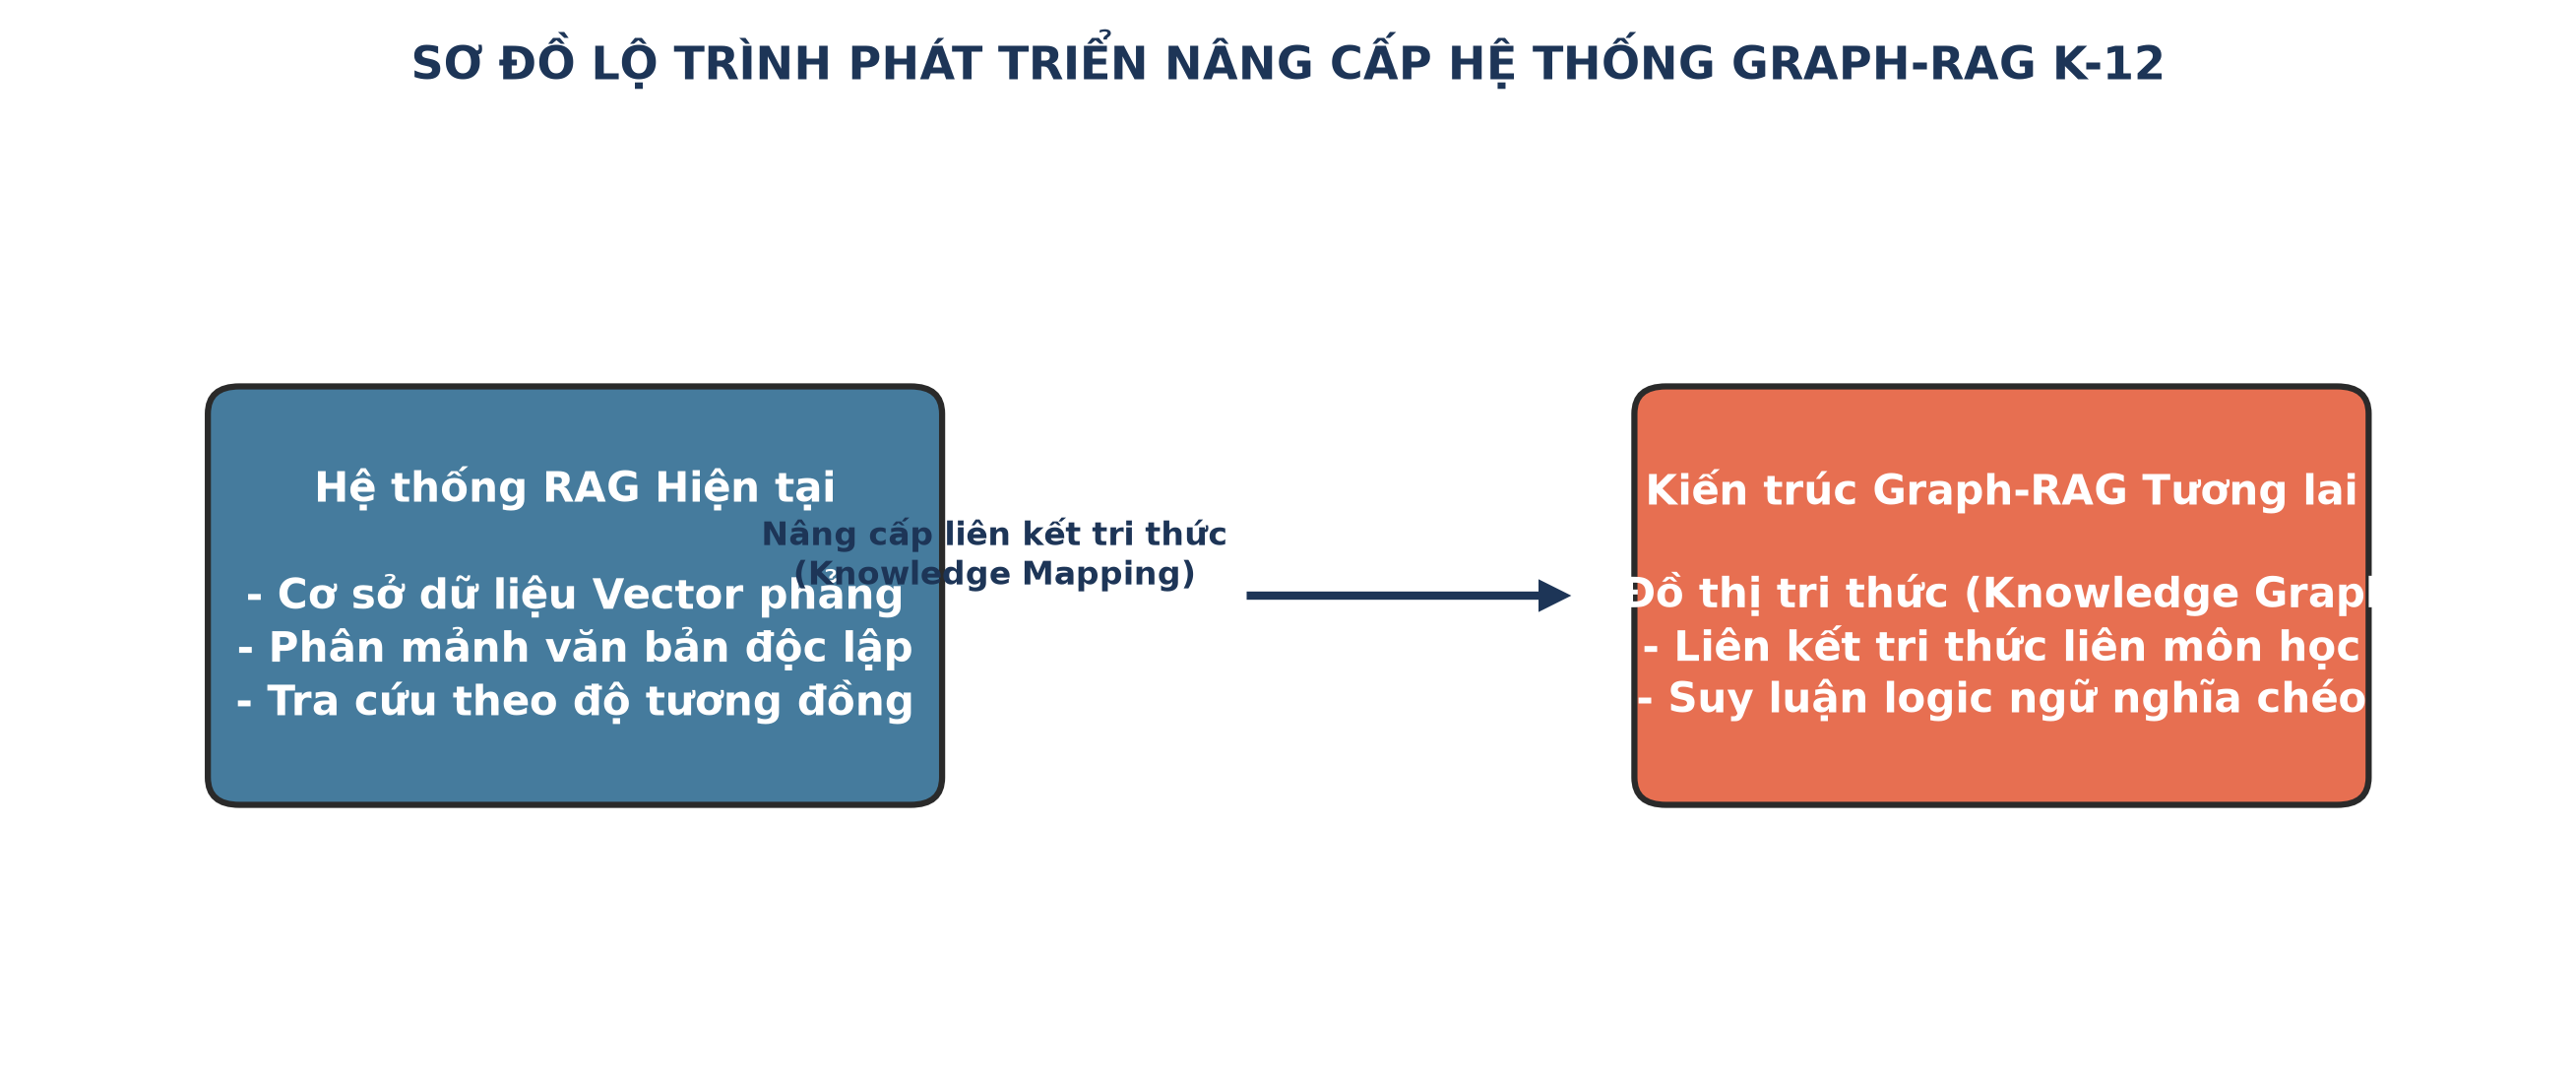 SƠ ĐỒ LỘ TRÌNH PHÁT TRIỂN NÂNG CẤP HỆ THỐNG GRAPH-RAG K-12
Hệ thống RAG Hiện tại
- Cơ sở dữ liệu Vector phẳng
- Phân mảnh văn bản độc lập
- Tra cứu theo độ tương đồng
Nâng cấp liên kết tri thức
(Knowledge Mapping)
Kiến trúc Graph-RAG Tương lai
Đồ thị tri thức (Knowledge Graph
- Liên kết tri thức liên môn học
- Suy luận logic ngữ nghĩa chéo